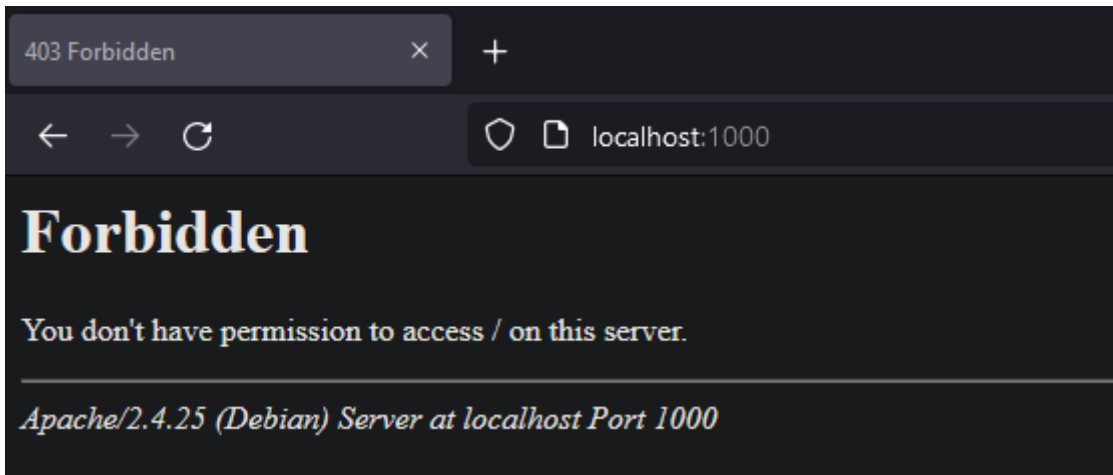 403 Forbidden
localhost:1000
Forbidden
You don't have permission to access / on this server.
Apache/2.4.25 (Debian) Server at localhost Port 1000